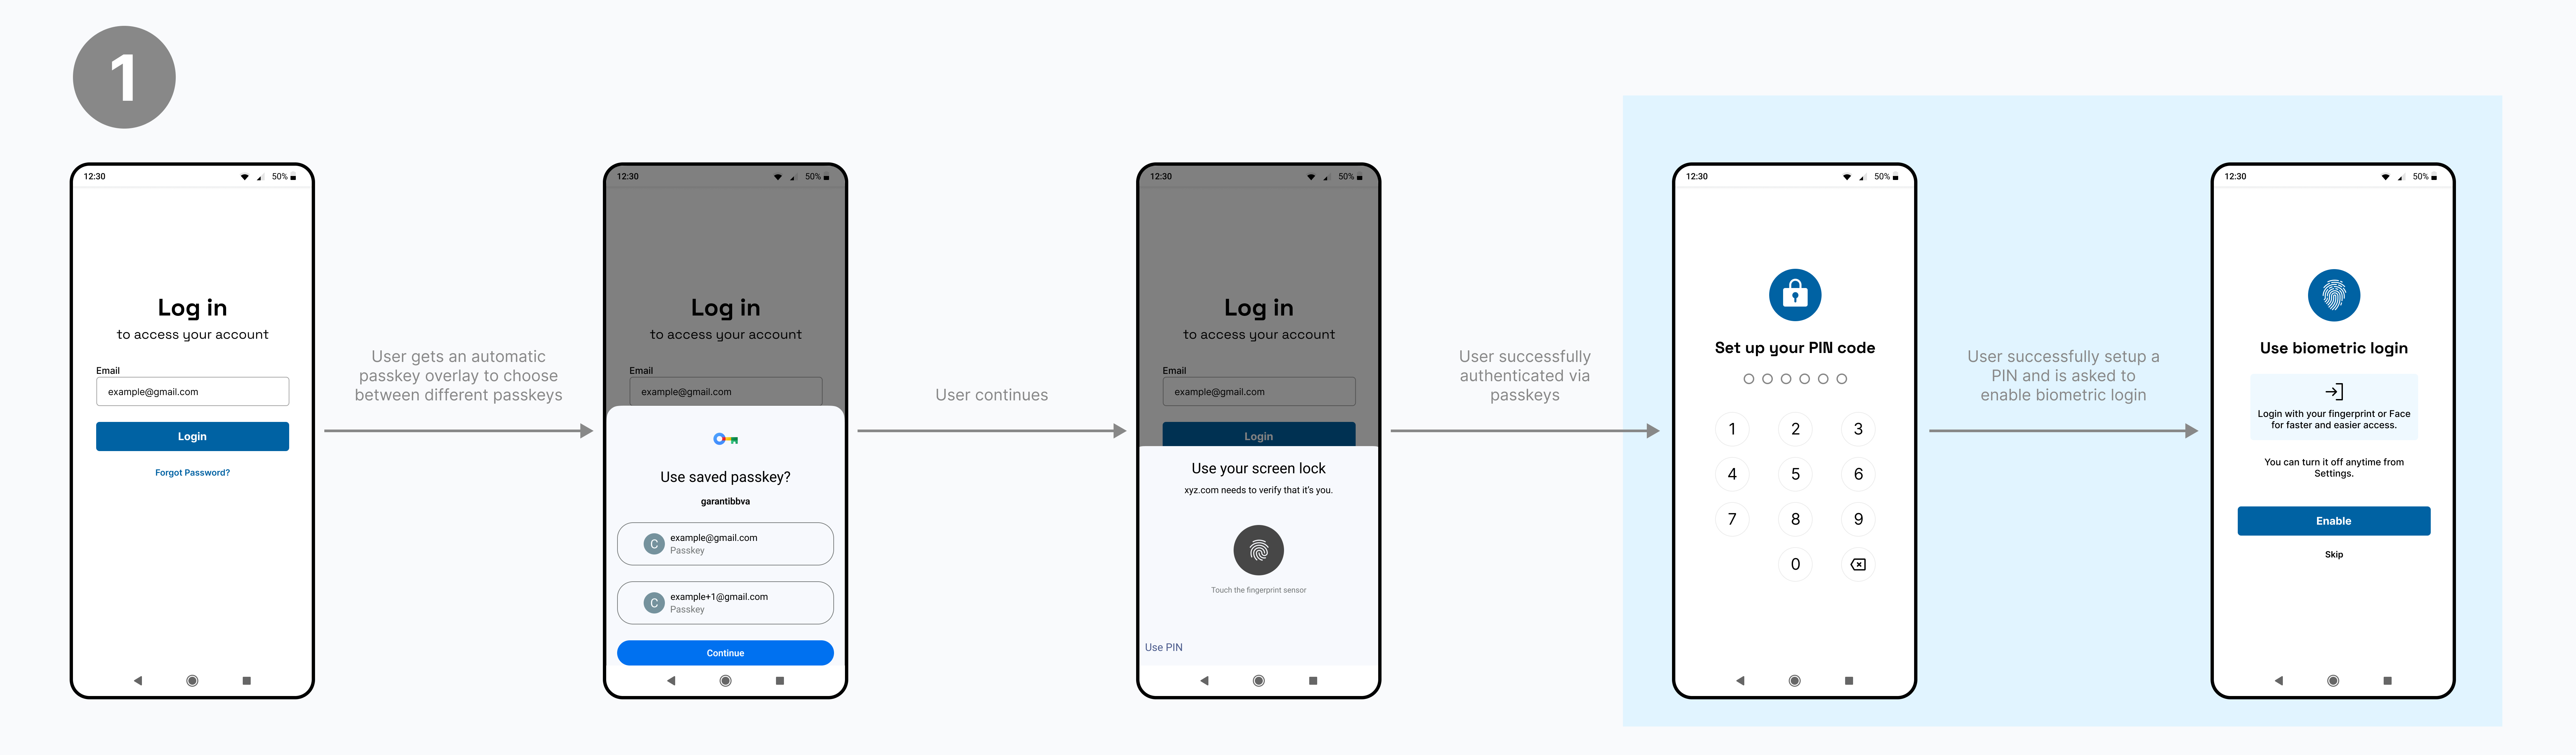 1
12:30
50%
Log in
to access your account
Email
example@gmail.com
Login
Forgot Password?
User gets an automatic
passkey overlay to choose
between different passkeys
12:30
50%
Log in
to access your account
Email
example@gmail.com
Use saved passkey?
garantibbva
C
example@gmail.com
Passkey
C
example+1@gmail.com
Passkey
Continue
User continues
12:30
50%
Log in
to access your account
Email
example@gmail.com
Login
Use your screen lock
xyz.com needs to verify that it's you.
Touch the fingerprint sensor
Use PIN
User successfully
authenticated via
passkeys
12:30
50%
Set up your PIN code
1 2 3
4 5 6
7 8 9
0
User successfully setup a
PIN and is asked to
enable biometric login
12:30
50%
Use biometric login
Login with your fingerprint or Face
for faster and easier access.
You can turn it off anytime from
Settings.
Enable
Skip